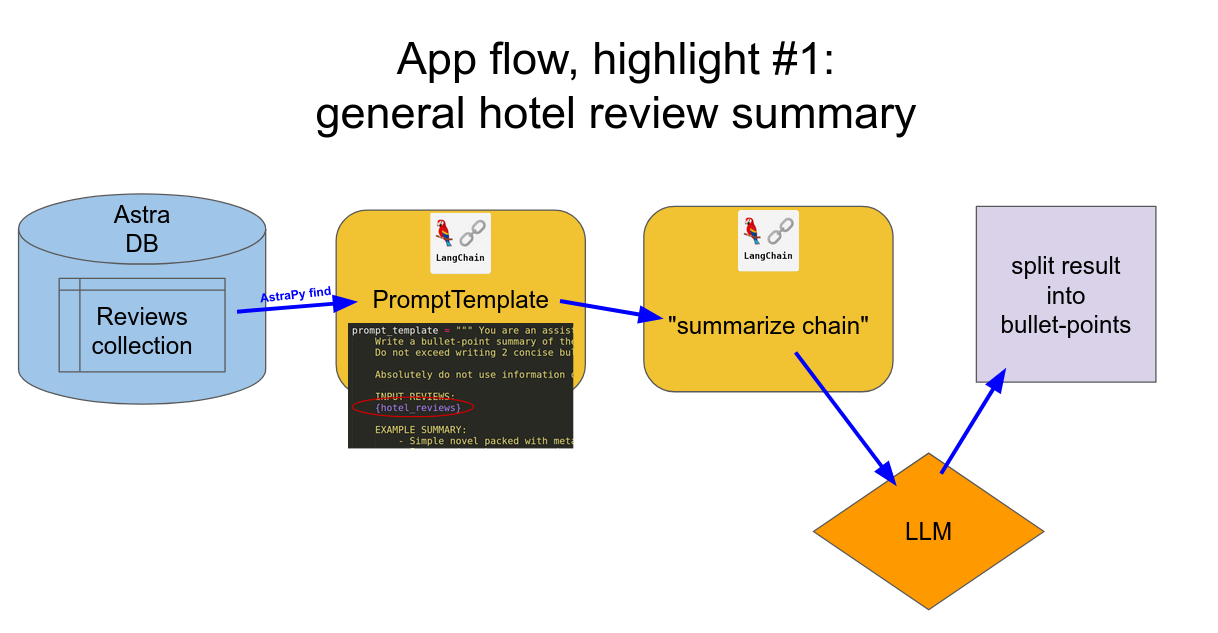 App flow, highlight #1:
general hotel review summary
Astra
DB
Reviews
collection
AstraPy find
LangChain
PromptTemplate
prompt_template = """ You are an assist
Write a bullet-point summary of the
Do not exceed writing 2 concise bul
Absolutely do not use information
INPUT REVIEWS:
{hotel_reviews}
EXAMPLE SUMMARY:
- Simple novel packed with meta
LangChain
"summarize chain"
LLM
split result
into
bullet-points